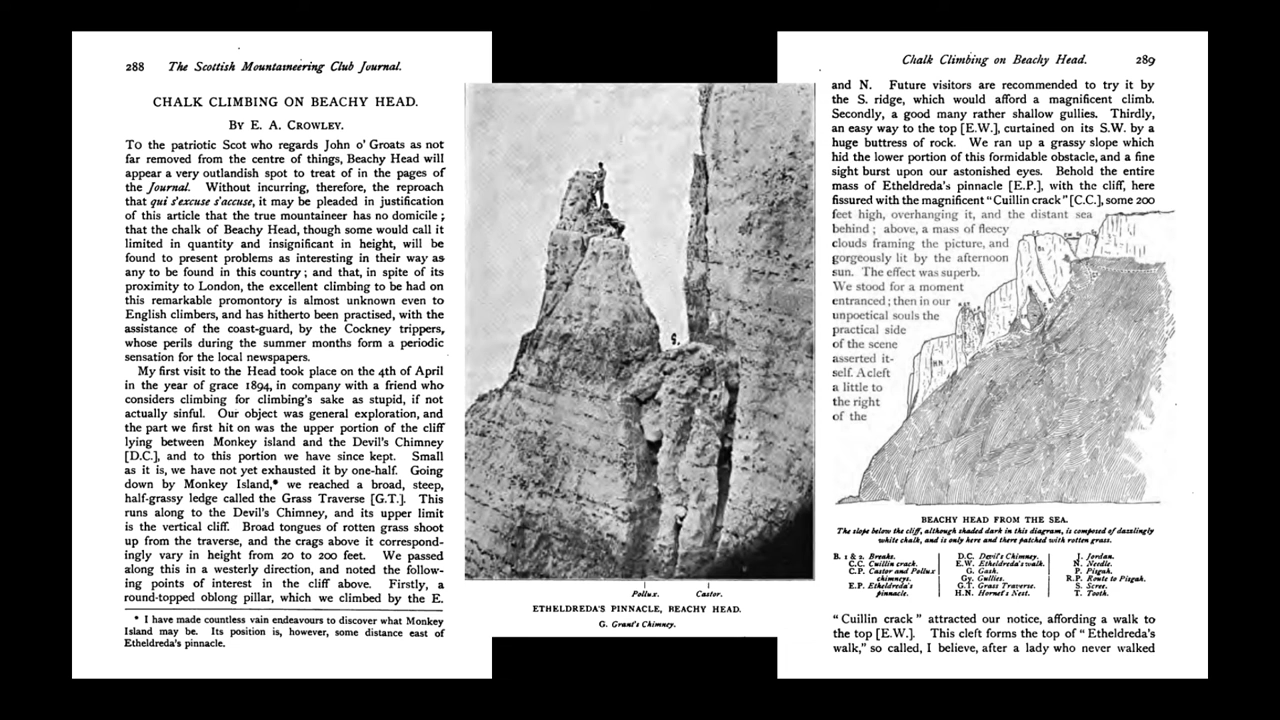 288 The Scottish Mountaineering Club Journal.
CHALK CLIMBING ON BEACHY HEAD.
BY E. A. CROWLEY.
TO the patriotic Scot who regards John o' Groats as not
far removed from the centre of things, Beachy Head will
appear a very outlandish spot to treat of in the pages of
the Journal. Without incurring, therefore, the reproach
that qui s'excuse s'accuse, it may be pleaded in justification
of this article that the true mountaineer has no domicile;
that the chalk of Beachy Head, though some would call it
limited in quantity and insignificant in height, will be
found to present problems as interesting in their way as
any to be found in this country; and that, in spite of its
proximity to London, the excellent climbing to be had on
this remarkable promontory is almost unknown even to
English climbers, and has hitherto been practised, with the
assistance of the coast-guard, by the Cockney trippers,
whose perils during the summer months form a periodic
sensation for the local newspapers.
My first visit to the Head took place on the 4th of April
in the year of grace 1894, in company with a friend who
considers climbing for climbing's sake as stupid, if not
actually sinful. Our object was general exploration, and
the part we first hit on was the upper portion of the cliff
lying between Monkey island and the Devil's Chimney
[D.C.], and to this portion we have since kept. Small
as it is, we have not yet exhausted it by one-half. Going
down by Monkey Island,* we reached a broad, steep,
half-grassy ledge called the Grass Traverse [G.T.]. This
runs along to the Devil's Chimney, and its upper limit
is the vertical cliff. Broad tongues of rotten grass shoot
up from the traverse, and the crags above it correspond-
ingly vary in height from 20 to 200 feet. We passed
along this in a westerly direction, and noted the follow-
ing points of interest in the cliff above. Firstly, a
round-topped oblong pillar, which we climbed by the E.
* I have made countless vain endeavours to discover what Monkey
Island may be. Its position is, however, some distance east of
Etheldreda's pinnacle.
G.
Pollux. Castor.
ETHELDREDA'S PINNACLE, BEACHY HEAD.
G. Grant's Chimney.
Chalk Climbing on Beachy Head. 289
and N. Future visitors are recommended to try it by
the S. ridge, which would afford a magnificent climb.
Secondly, a good many rather shallow gullies. Thirdly,
an easy way to the top [E.W.], curtained on its S.W. by a
huge buttress of rock. We ran up a grassy slope which
hid the lower portion of this formidable obstacle, and a fine
sight burst upon our astonished eyes. Behold the entire
mass of Etheldreda's pinnacle [E.P.], with the cliff, here
fissured with the magnificent "Cuillin crack" [C.C.], some 200
feet high, overhanging it, and the distant sea
behind; above, a mass of fleecy
clouds framing the picture, and
gorgeously lit by the afternoon
sun. The effect was superb.
We stood for a moment
entranced; then in our
unpoetical souls the
practical side
of the scene
asserted it-
self. A cleft
a little to
the right
of the
H.N.
BEACHY HEAD FROM THE SEA.
The slope below the cliff, although shaded dark in this diagram, is composed of dazzlingly
white chalk, and is only here and there patched with rotten grass.
B. 1 & 2. Breaks.
C.C. Cuillin crack.
C.P. Castor and Pollux
chimneys.
E.P. Etheldreda's
pinnacle.
D.C. Devil's Chimney.
E.W. Etheldreda's walk.
G. Gash.
Gy. Gullies.
G.T. Grass Traverse.
H.N. Hornet's Nest.
J. Jordan.
N. Needle.
P. Pisgah.
R.P. Route to Pisgah.
S. Scree.
T. Tooth.
"Cuillin crack" attracted our notice, affording a walk to
the top [E.W.]. This cleft forms the top of "Etheldreda's
walk," so called, I believe, after a lady who never walked